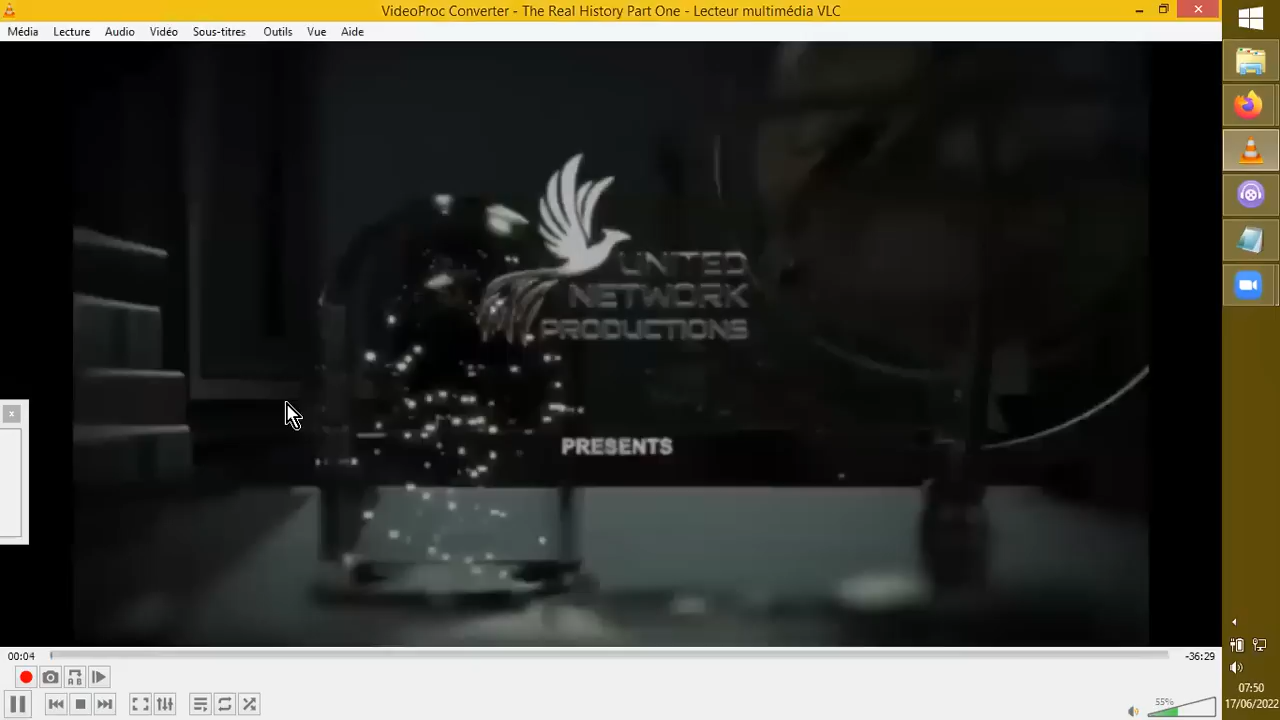 VideoProc Converter - The Real History Part One - Lecteur multimédia VLC
Média Lecture Audio Vidéo Sous-titres Outils Vue Aide
UNITED
NETWORK
PRODUCTIONS
PRESENTS
x
00:04
-36:29
A B
55%
07:50
17/06/2022